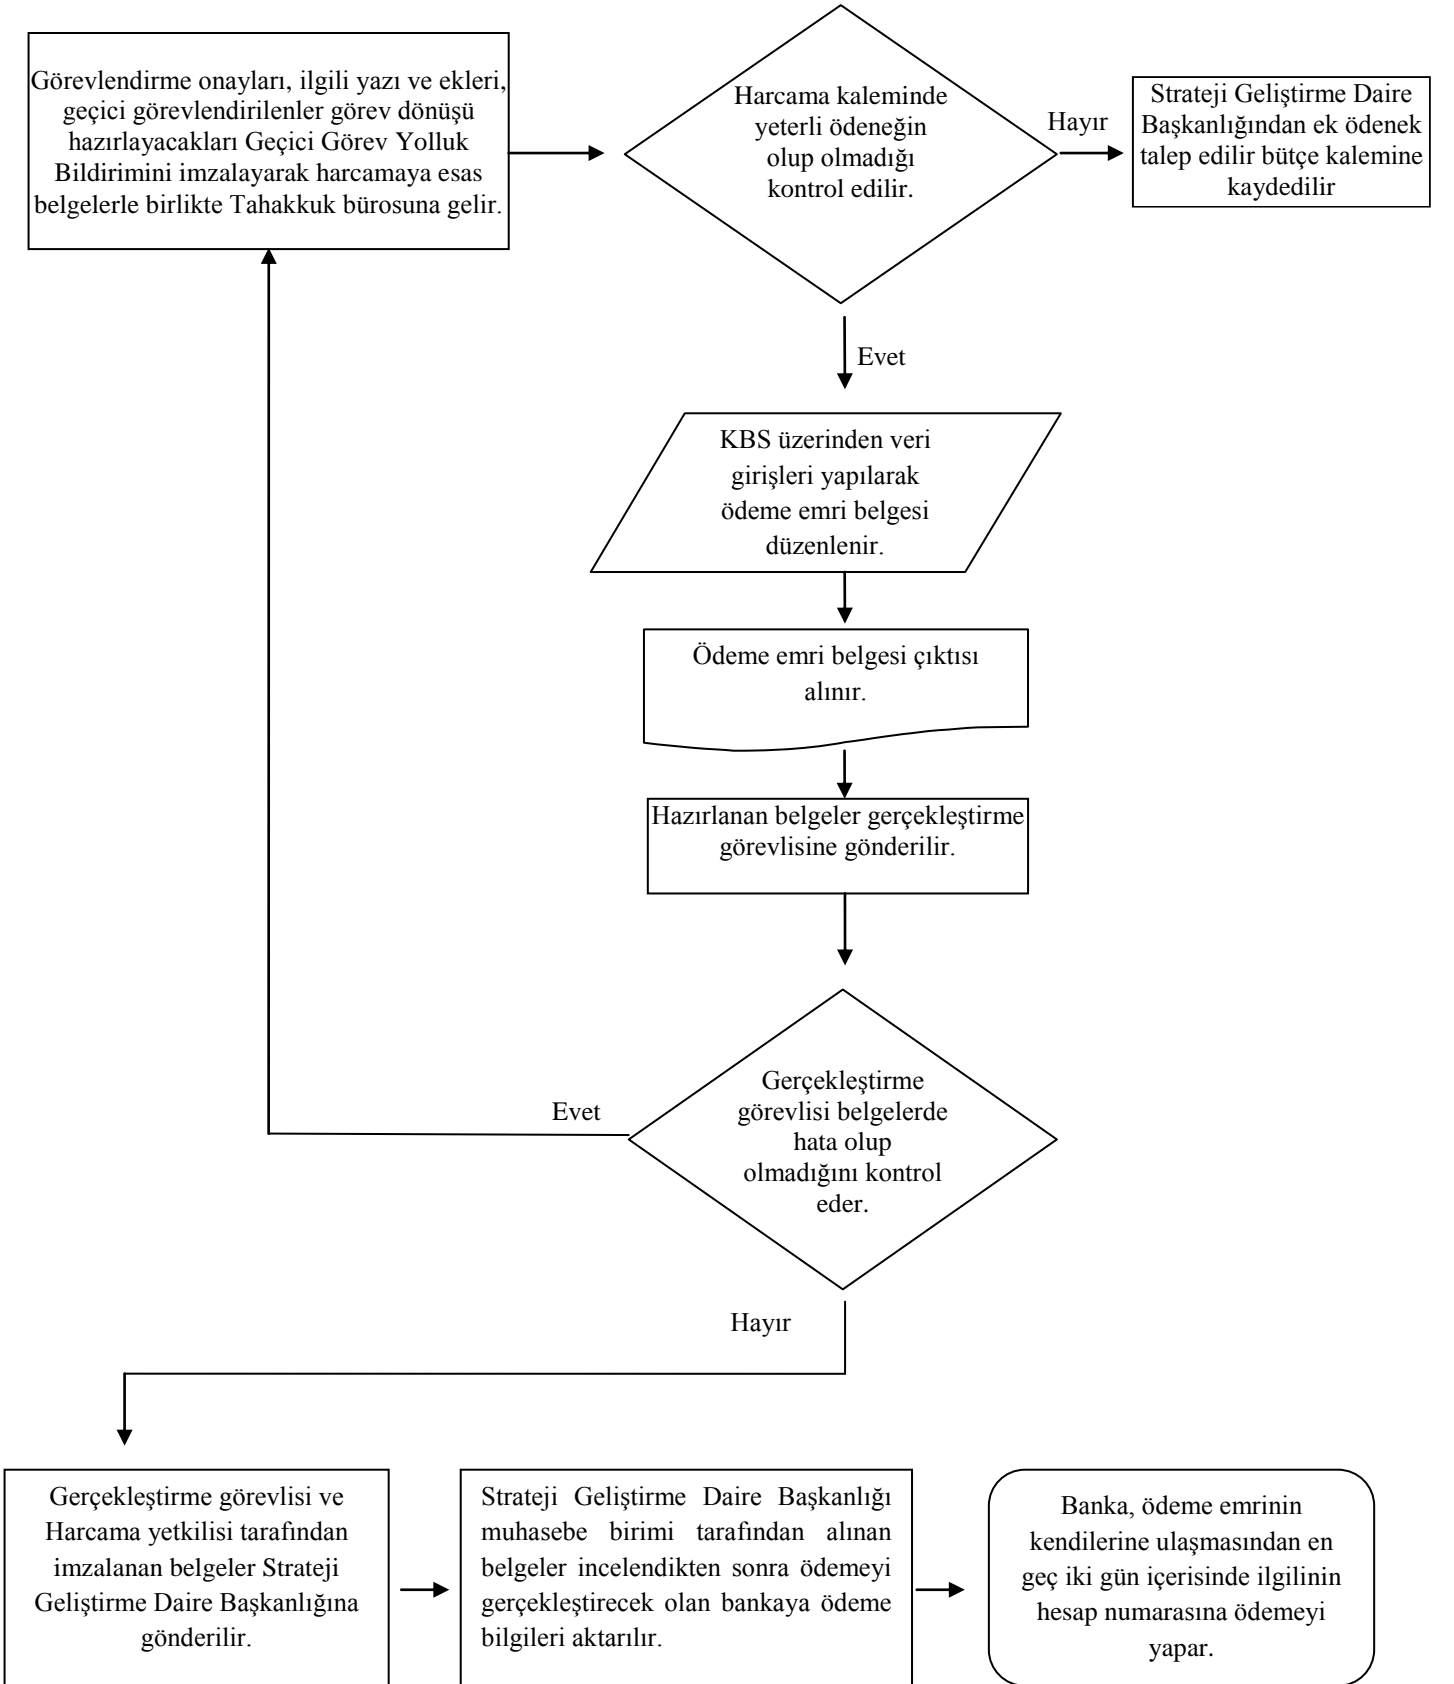 Görevlendirme onayları, ilgili yazı ve ekleri,
geçici görevlendirilenler görev dönüşü
hazırlayacakları Geçici Görev Yolluk
Bildirimini imzalayarak harcamaya esas
belgelerle birlikte Tahakkuk bürosuna gelir.
Harcama kaleminde
yeterli ödeneğin
olup olmadığı
kontrol edilir.
Hayır
Strateji Geliştirme Daire
Başkanlığından ek ödenek
talep edilir bütçe kalemine
kaydedilir
Evet
KBS üzerinden veri
girişleri yapılarak
ödeme emri belgesi
düzenlenir.
Ödeme emri belgesi çıktısı
alınır.
Hazırlanan belgeler gerçekleştirme
görevlisine gönderilir.
Gerçekleştirme
görevlisi belgelerde
hata olup
olmadığını kontrol
eder.
Evet
Hayır
Gerçekleştirme görevlisi ve
Harcama yetkilisi tarafından
imzalanan belgeler Strateji
Geliştirme Daire Başkanlığına
gönderilir.
Strateji Geliştirme Daire Başkanlığı
muhasebe birimi tarafından alınan
belgeler incelendikten sonra ödemeyi
gerçekleştirecek olan bankaya ödeme
bilgileri aktarılır.
Banka, ödeme emrinin
kendilerine ulaşmasından en
geç iki gün içerisinde ilgilinin
hesap numarasına ödemeyi
yapar.